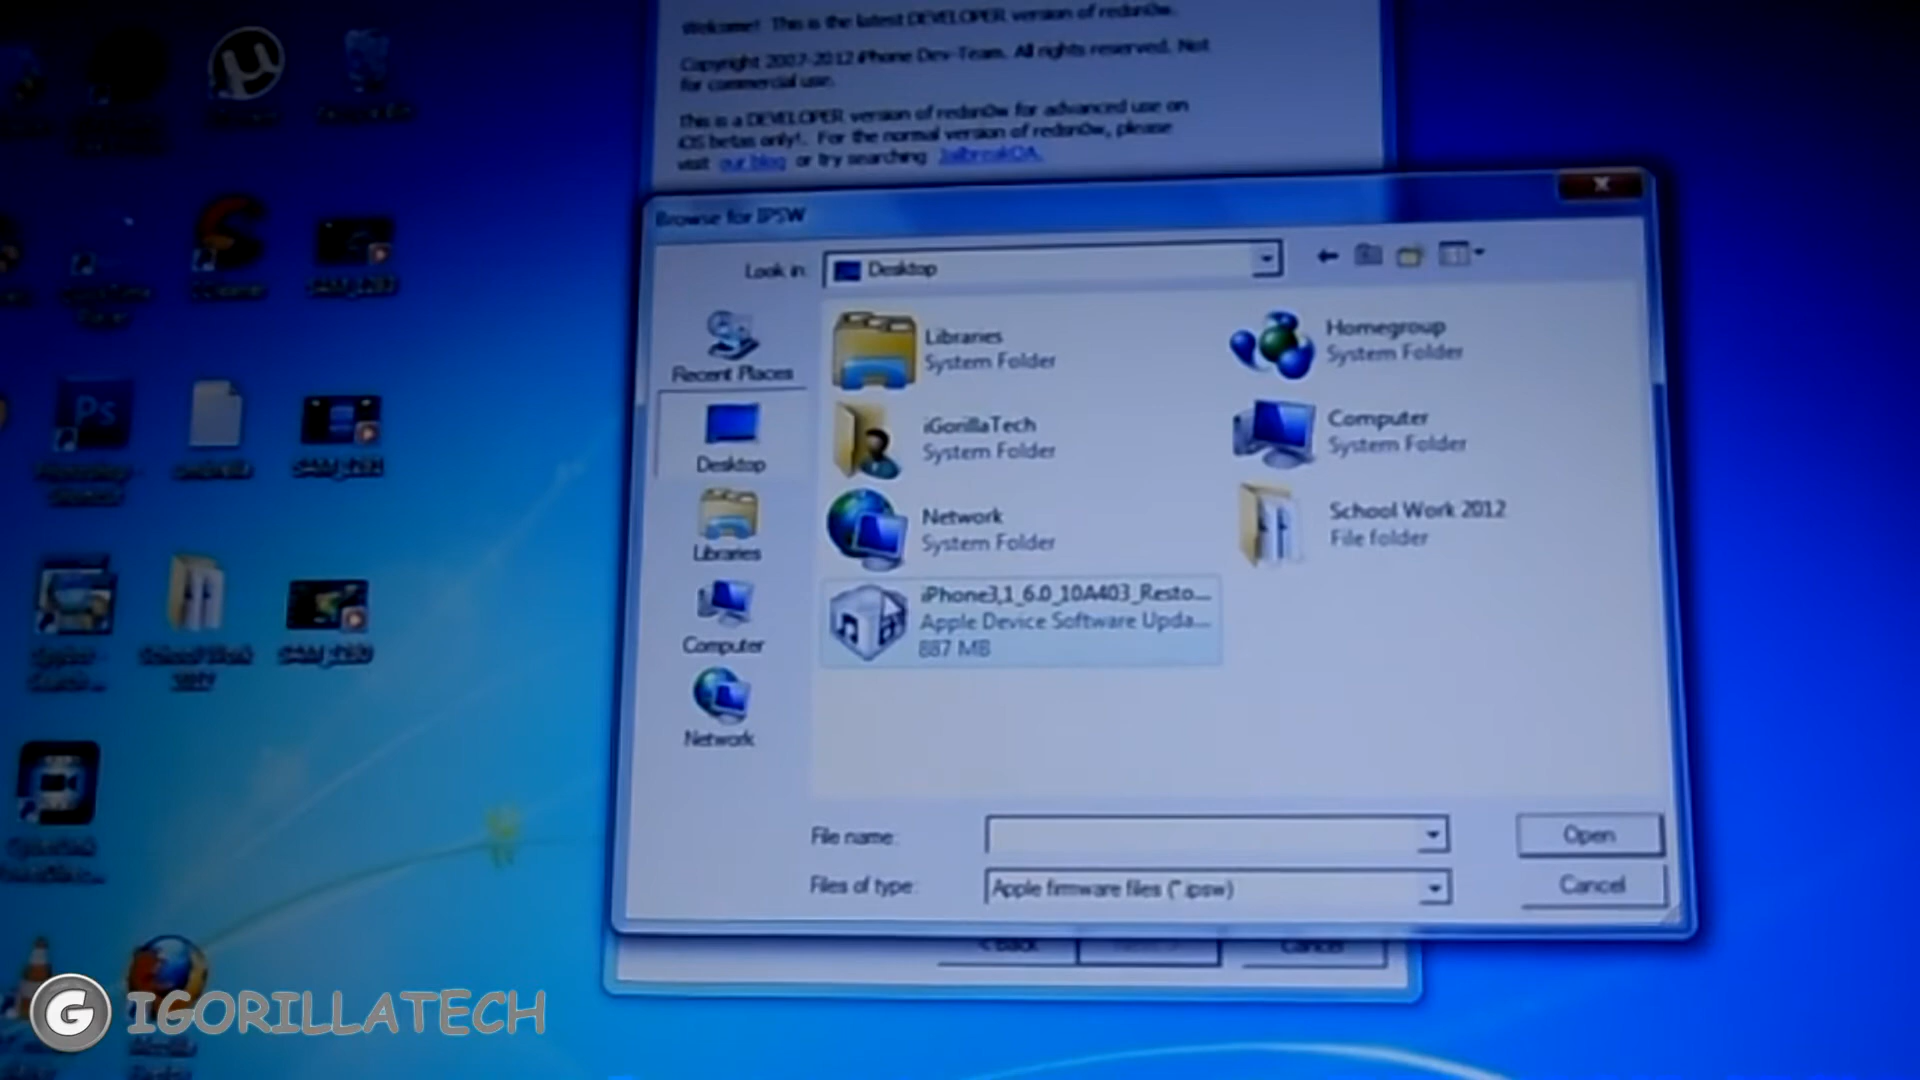 Welcome! This is the latest DEVELOPER version of redsn0w.
Copyright 2007-2012 iPhone Dev-Team. All rights reserved. Not
for commercial use.
This is a DEVELOPER version of redsn0w for advanced use on
iOS betas only!. For the normal version of redsn0w, please
visit our blog or try searching JailbreakQA.
Browse for IPSW
Look in:
Desktop
Recent Places
Desktop
Libraries
Computer
Network
Libraries
System Folder
Homegroup
System Folder
iGorillaTech
System Folder
Computer
System Folder
Network
System Folder
School Work 2012
File folder
iPhone3,1_6.0_10A403_Resto...
Apple Device Software Upda...
887 MB
File name:
Open
Files of type:
Apple firmware files (*.ipsw)
Cancel
< Back
Cancel
Ps
School Work
G IGORILLATECH